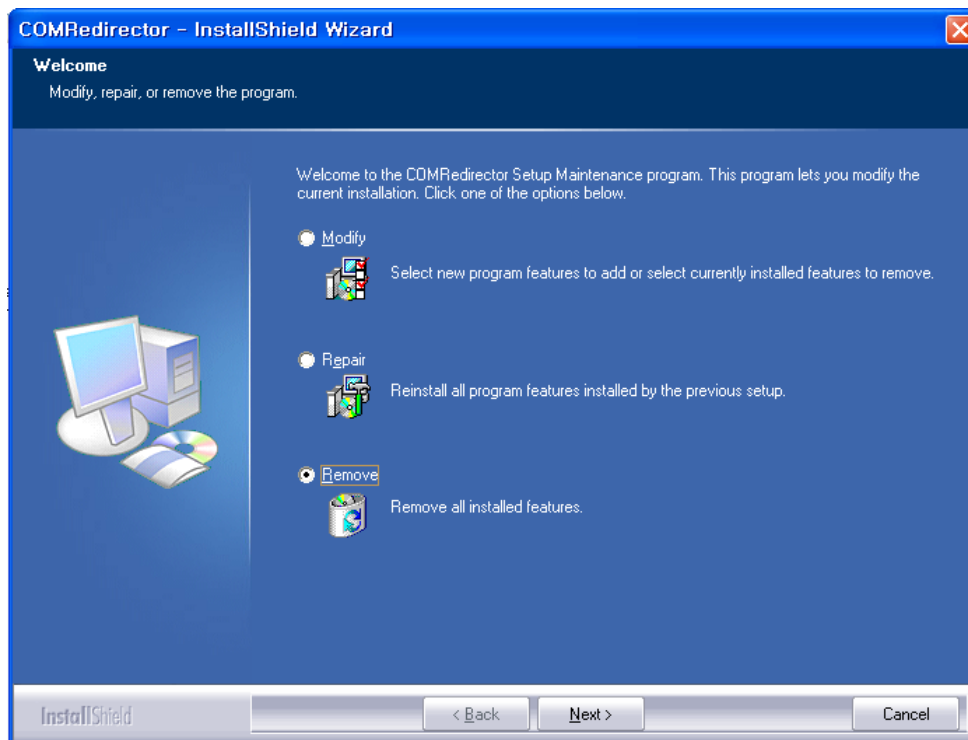 COMRedirector - InstallShield Wizard
Welcome
Modify, repair, or remove the program.
Welcome to the COMRedirector Setup Maintenance program. This program lets you modify the
current installation. Click one of the options below.
Modify
Select new program features to add or select currently installed features to remove.
Repair
Reinstall all program features installed by the previous setup.
Remove
Remove all installed features.
InstallShield
< Back
Next >
Cancel